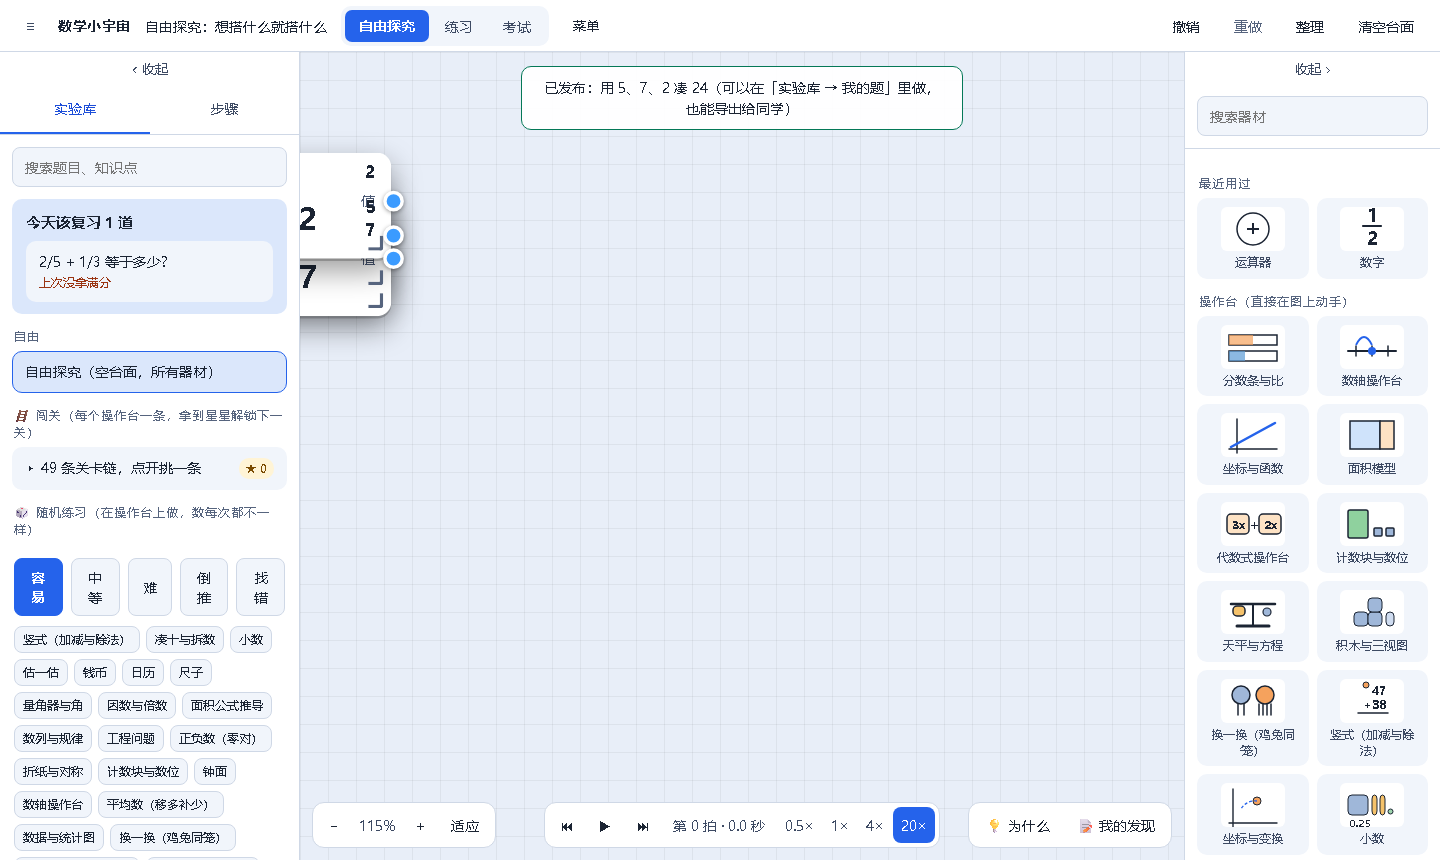 ≡ 数学小宇宙 自由探究：想搭什么就搭什么 自由探究 练习 考试 菜单 撤销 重做 整理 清空台面
‹ 收起
实验库 步骤
搜索题目、知识点
今天该复习 1 道
2/5 + 1/3 等于多少？
上次没拿满分
自由
自由探究（空台面，所有器材）
闯关（每个操作台一条，拿到星星解锁下一
关）
▸ 49 条关卡链，点开挑一条 ★ 0
随机练习（在操作台上做，数每次都不一
样）
容
易
中
等
难
倒
推
找
错
竖式（加减与除法） 凑十与拆数 小数
估一估 钱币 日历 尺子
量角器与角 因数与倍数 面积公式推导
数列与规律 工程问题 正负数（零对）
折纸与对称 计数块与数位 钟面
数轴操作台 平均数（移多补少）
数据与统计图 换一换（鸡兔同笼）
已发布：用 5、7、2 凑 24（可以在「实验库 → 我的题」里做，
也能导出给同学）
2
值
5
2
7
值
7
− 115% + 适应
第 0 拍 · 0.0 秒 0.5× 1× 4× 20×
为什么 我的发现
收起 ›
搜索器材
最近用过
运算器
1
2
数字
操作台（直接在图上动手）
分数条与比 数轴操作台
坐标与函数 面积模型
3x + 2x
代数式操作台 计数块与数位
天平与方程 积木与三视图
换一换（鸡兔同
笼）
47
+38
竖式（加减与除
法）
坐标与变换
0.25
小数